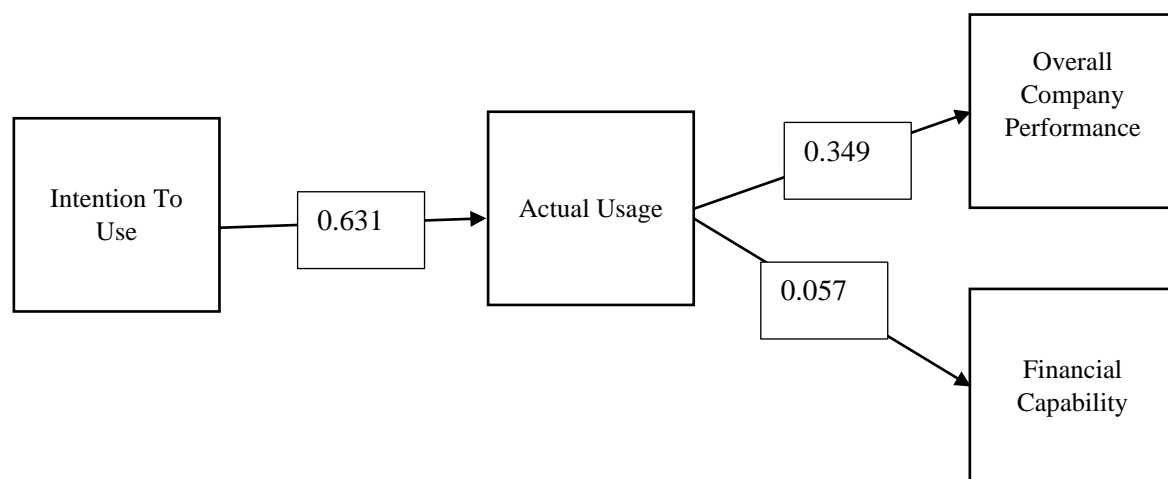 Intention To
Use
0.631
Actual Usage
0.349
0.057
Overall
Company
Performance
Financial
Capability